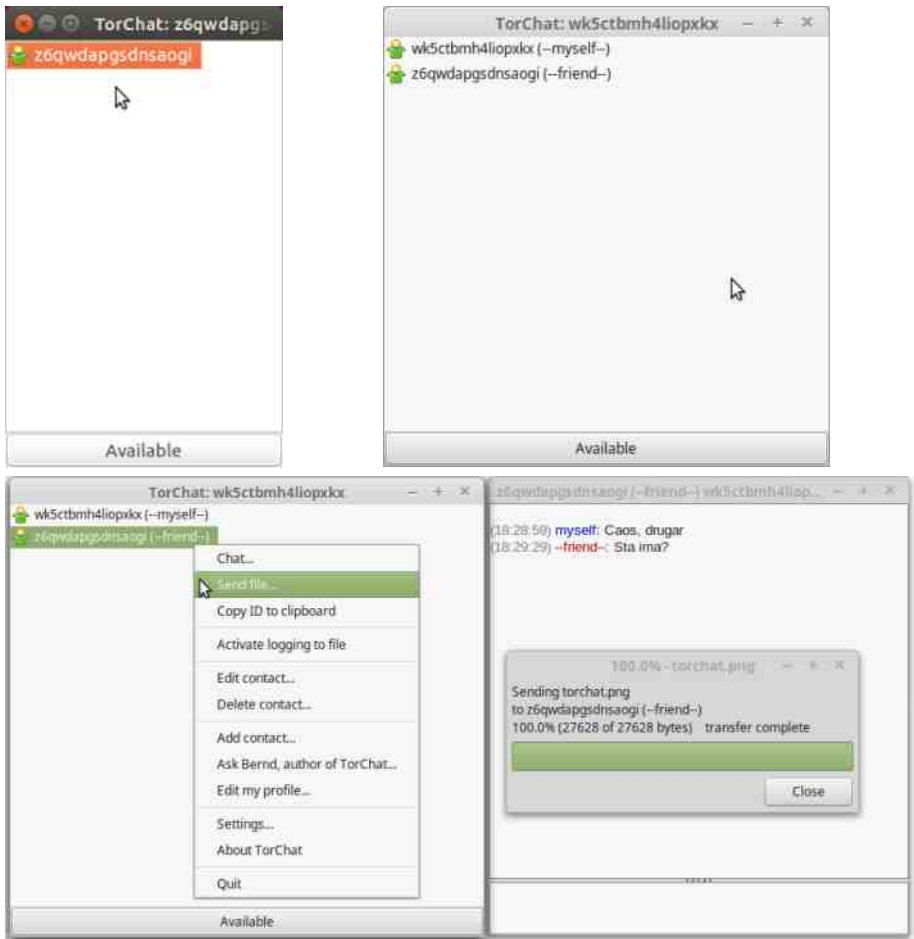 TorChat: z6qwdapg
z6qwdapgsdnsaogi
Available
TorChat: wk5ctbmh4liopxkx
wk5ctbmh4liopxkx (--myself--)
z6qwdapgsdnsaogi (--friend--)
Available
TorChat: wk5ctbmh4liopxkx
wk5ctbmh4liopxkx (--myself--)
z6qwdapgsdnsaogi (--friend--)
Chat...
Send file...
Copy ID to clipboard
Activate logging to file
Edit contact...
Delete contact...
Add contact...
Ask Bernd, author of TorChat...
Edit my profile...
Settings...
About TorChat
Quit
Available
z6qwdapgsdnsaogi (--friend--) wk5ctbmh4liop...
(18:28:59) myself: Caos, drugar
(18:29:29) --friend--: Sta ima?
100.0% - torchat.png
Sending torchat.png
to z6qwdapgsdnsaogi (--friend--)
100.0% (27628 of 27628 bytes) transfer complete
Close